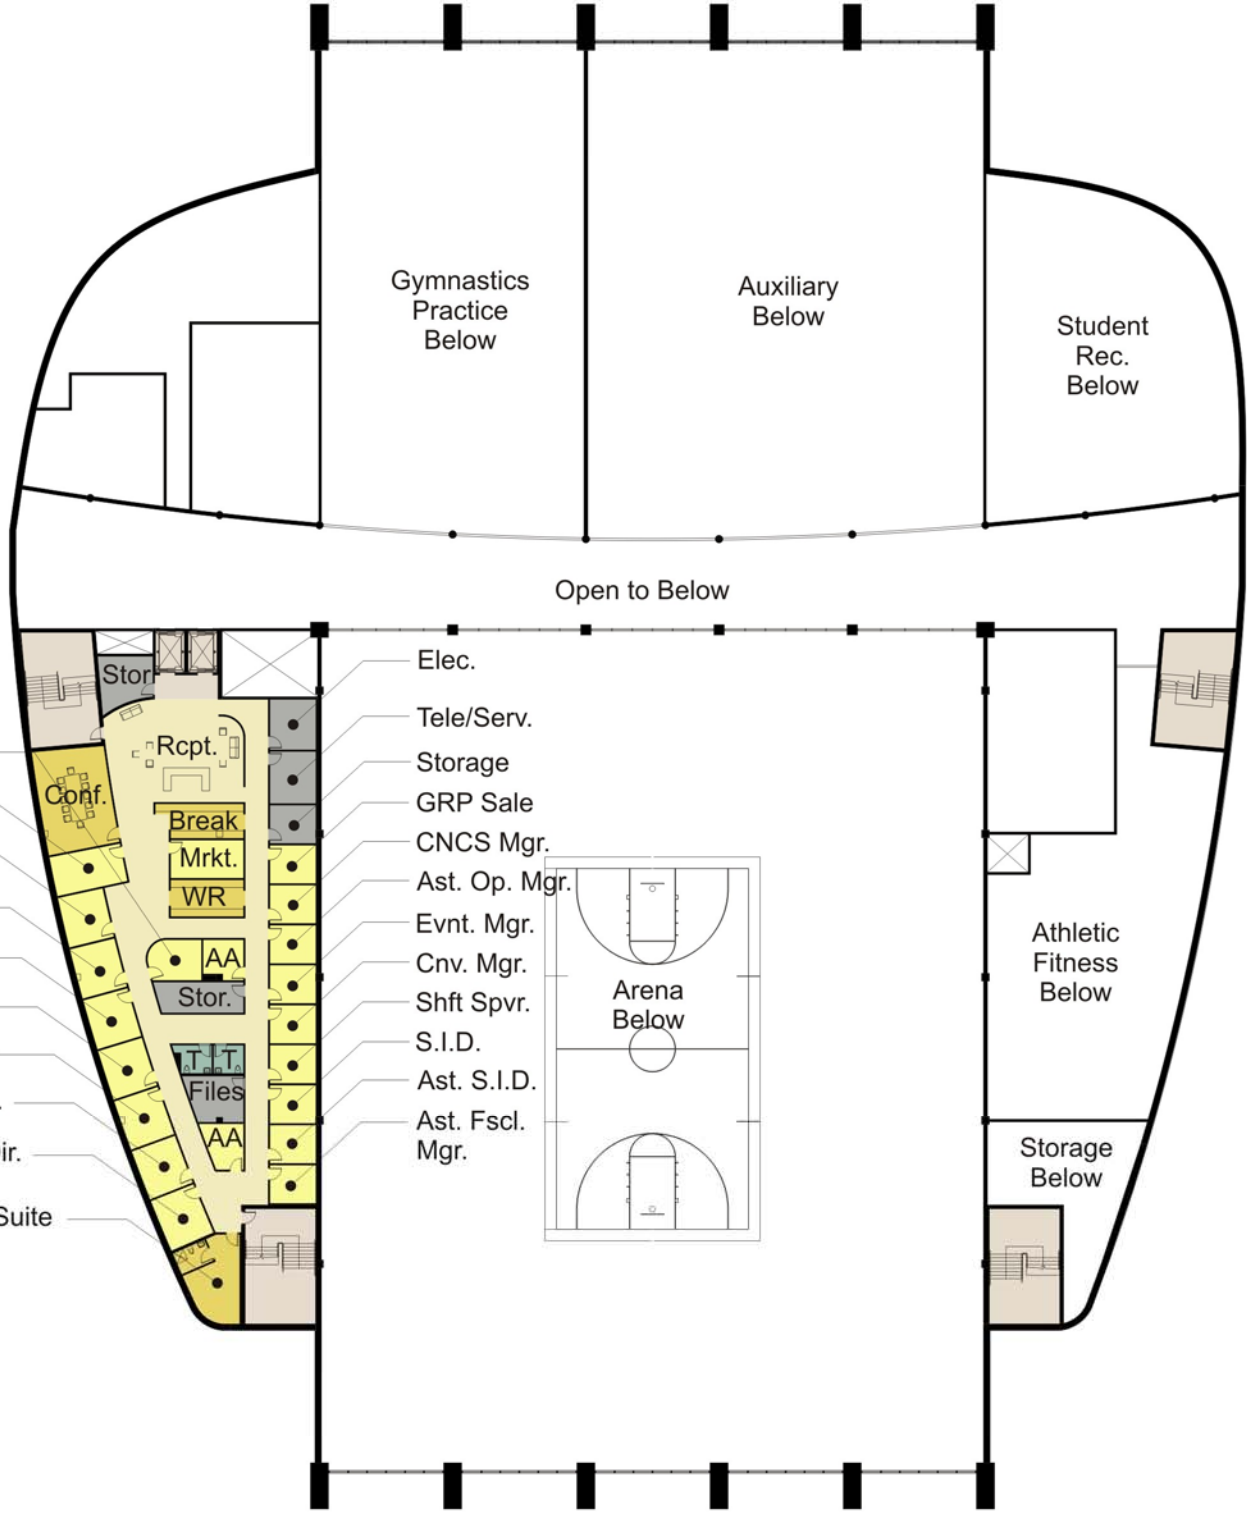 Gymnastics
Practice
Below
Auxiliary
Below
Student
Rec.
Below
Open to Below
Stor.
Elec.
Tele/Serv.
Rcpt.
Storage
Conf.
GRP Sale
Break
CNCS Mgr.
Mrkt.
Ast. Op. Mgr.
WR
Evnt. Mgr.
Athletic
Fitness
Below
AA
Cnv. Mgr.
Stor.
Shft Spvr.
Arena
Below
S.I.D.
T T
Ast. S.I.D.
Files
Ast. Fscl.
Mgr.
AA
ir.
Storage
Below
Suite